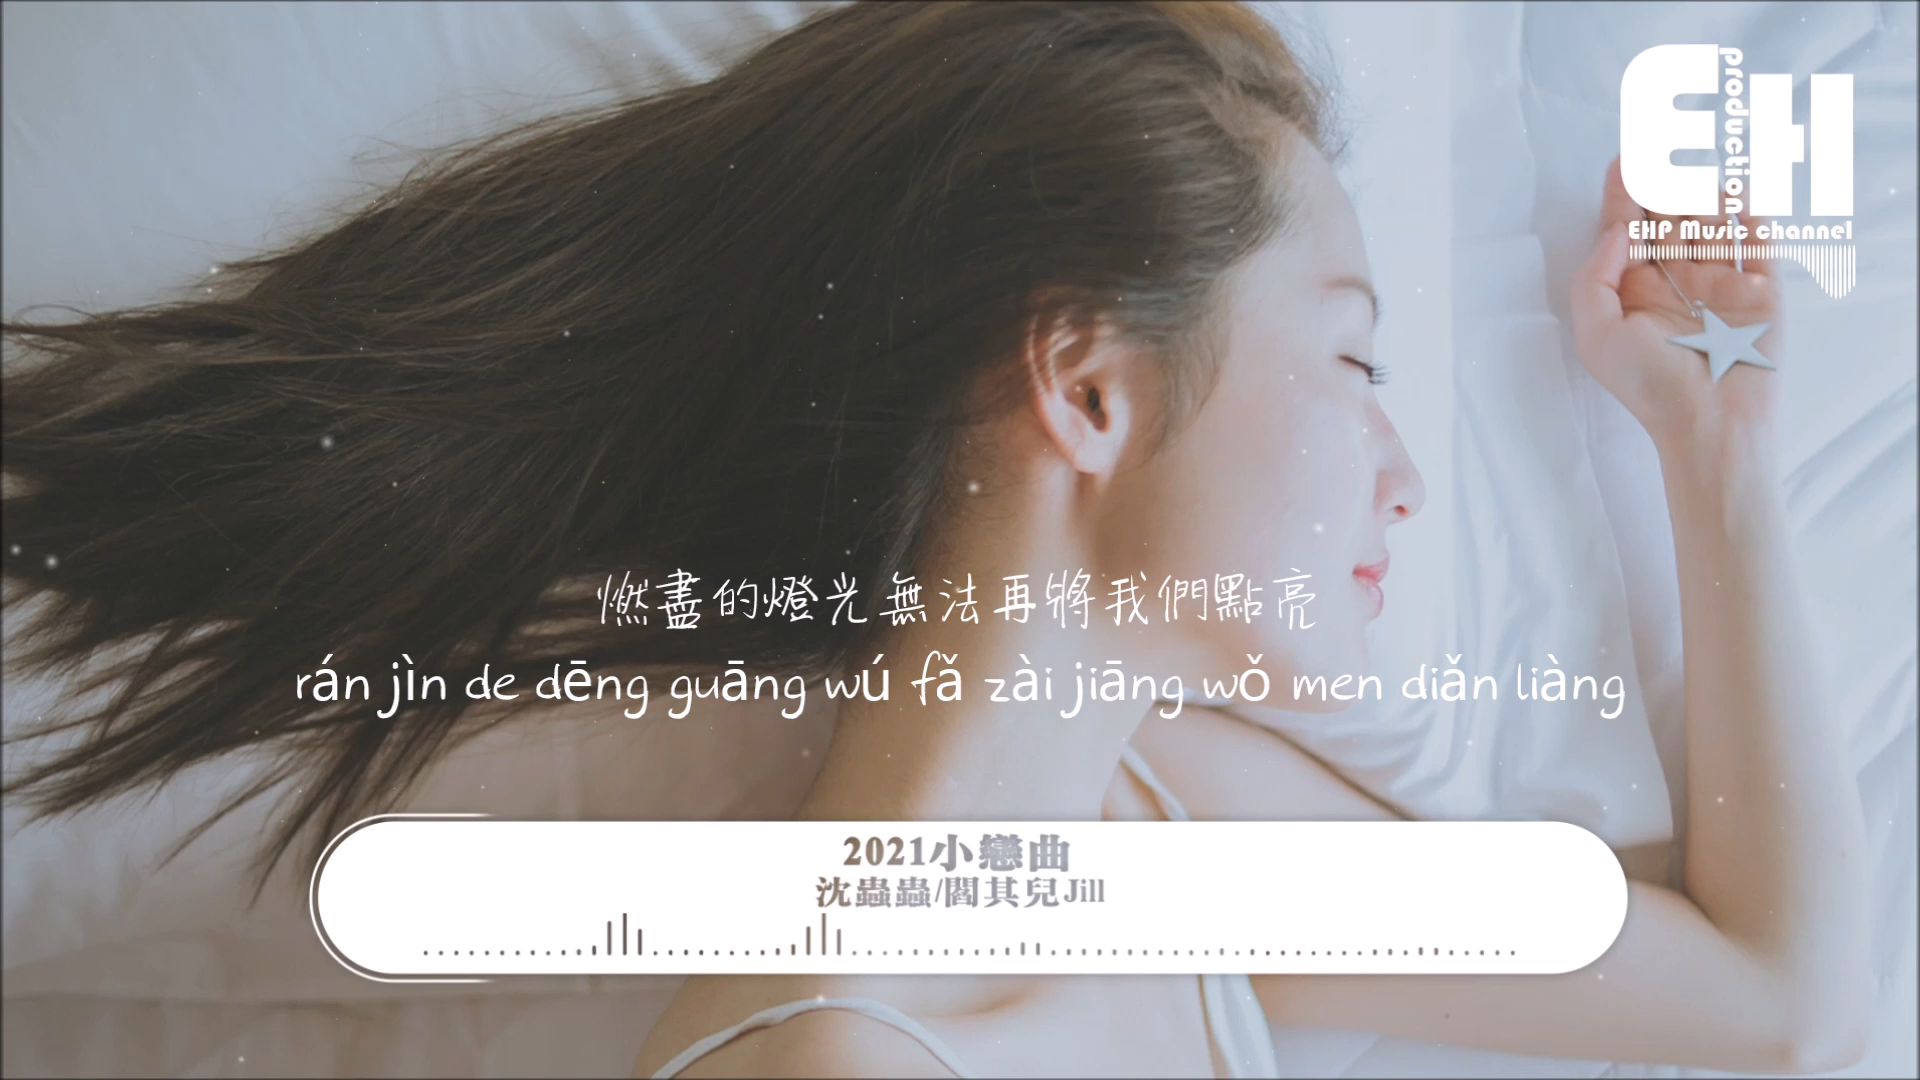 EH
production
EHP Music channel
燃盡的燈光無法再將我們點亮
rán jìn de dēng guāng wú fǎ zài jiāng wǒ men diǎn liàng
2021小戀曲
沈蟲蟲/閻其兒Jill